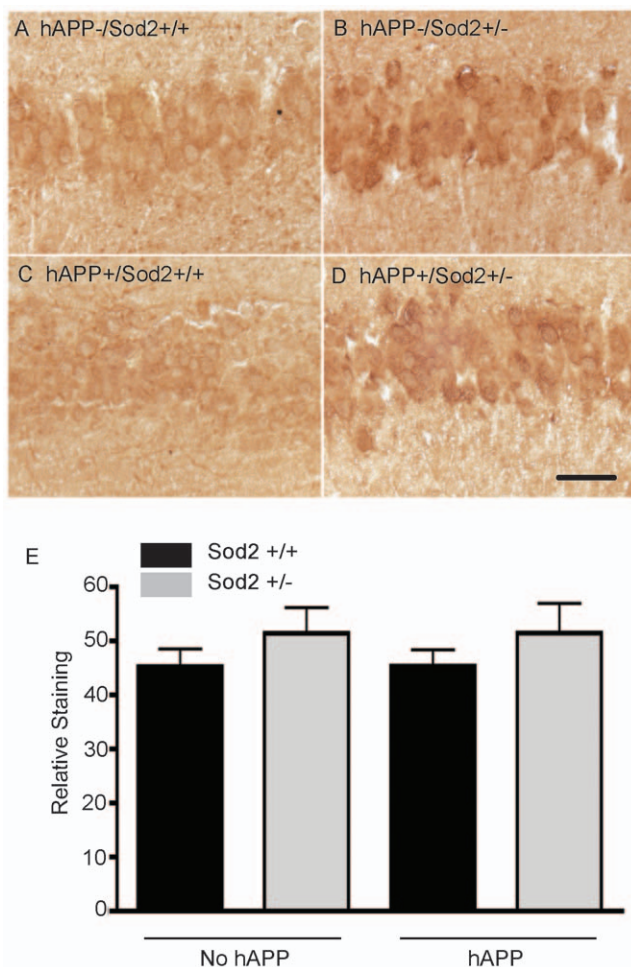 A hAPP-/Sod2+/+
B hAPP-/Sod2+/-
C hAPP+/Sod2+/+
D hAPP+/Sod2+/-
E
Sod2 +/+
Sod2 +/-
Relative Staining
60
50
40
30
20
10
0
No hAPP
hAPP